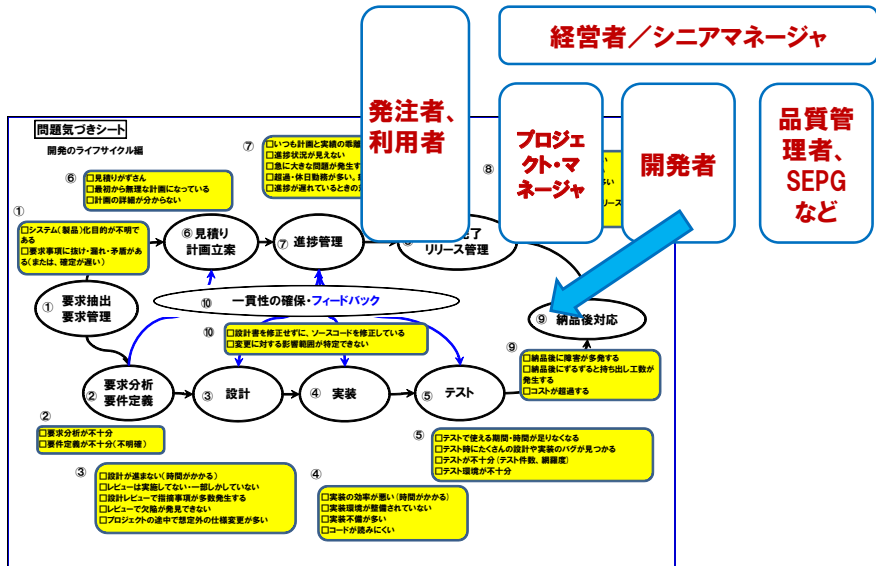 経営者／シニアマネージャ
発注者、
利用者
プロジェ
クト・マ
ネージャ
開発者
品質管
理者、
SEPG
など
問題気づきシート
開発のライフサイクル編
⑦
□いつも計画と実績の乖離
□進捗状況が見えない
□急に大きな問題が発生す
□超過・休日勤務が多い。
□進捗が遅れているときの
⑧
⑥
□見積りがずさん
□最初から無理な計画になっている
□計画の詳細が分からない
①
□システム(製品)化目的が不明で
ある
□要求事項に抜け・漏れ・矛盾があ
る(または、確定が遅い)
⑥見積り
計画立案
⑦ 進捗管理
了
リリース管理
① 要求抽出
要求管理
⑩ 一貫性の確保・フィードバック
⑨ 納品後対応
⑩
□設計書を修正せずに、ソースコードを修正している
□変更に対する影響範囲が特定できない
⑨
□納品後に障害が多発する
□納品後にずるずると持ち出し工数が
発生する
□コストが超過する
② 要求分析
要件定義
③ 設計
④ 実装
⑤ テスト
②
□要求分析が不十分
□要件定義が不十分(不明確)
③
□設計が進まない(時間がかかる)
□レビューは実施してない・一部しかしていない
□設計レビューで指摘事項が多数発生する
□レビューで欠陥が発見できない
□プロジェクトの途中で想定外の仕様変更が多い
④
□実装の効率が悪い(時間がかかる)
□実装環境が整備されていない
□実装不備が多い
□コードが読みにくい
⑤
□テストで使える期間・時間が足りなくなる
□テスト時にたくさんの設計や実装のバグが見つかる
□テストが不十分(テスト件数、網羅度)
□テスト環境が不十分